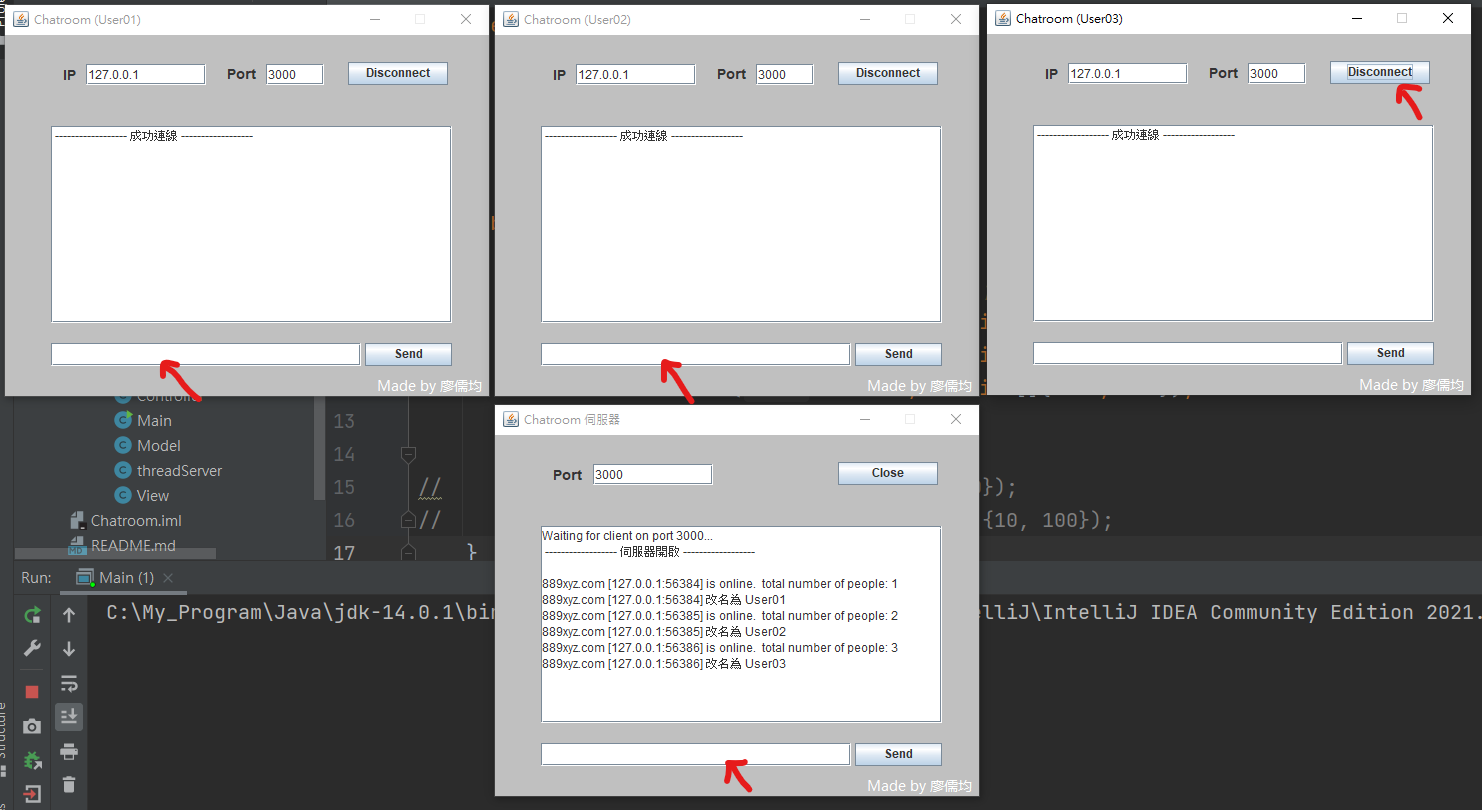 Chatroom (User01)
IP 127.0.0.1 Port 3000 Disconnect
------------------ 成功連線 ------------------
Send
Made by 廖儒均
Chatroom (User02)
IP 127.0.0.1 Port 3000 Disconnect
------------------ 成功連線 ------------------
Send
Made by 廖儒均
Chatroom (User03)
IP 127.0.0.1 Port 3000 Disconnect
------------------ 成功連線 ------------------
Send
Made by 廖儒均
Chatroom 伺服器
Port 3000 Close
Waiting for client on port 3000...
------------------ 伺服器開啟 ------------------
889xyz.com [127.0.0.1:56384] is online. total number of people: 1
889xyz.com [127.0.0.1:56384] 改名為 User01
889xyz.com [127.0.0.1:56385] is online. total number of people: 2
889xyz.com [127.0.0.1:56385] 改名為 User02
889xyz.com [127.0.0.1:56386] is online. total number of people: 3
889xyz.com [127.0.0.1:56386] 改名為 User03
Send
Made by 廖儒均
Main
Model
threadServer
View
Chatroom.iml
README.md
13
14
15 // });
16 // {10, 100});
17 }
Run: Main (1)
C:\My_Program\Java\jdk-14.0.1\bin
elliJ\IntelliJ IDEA Community Edition 2021.